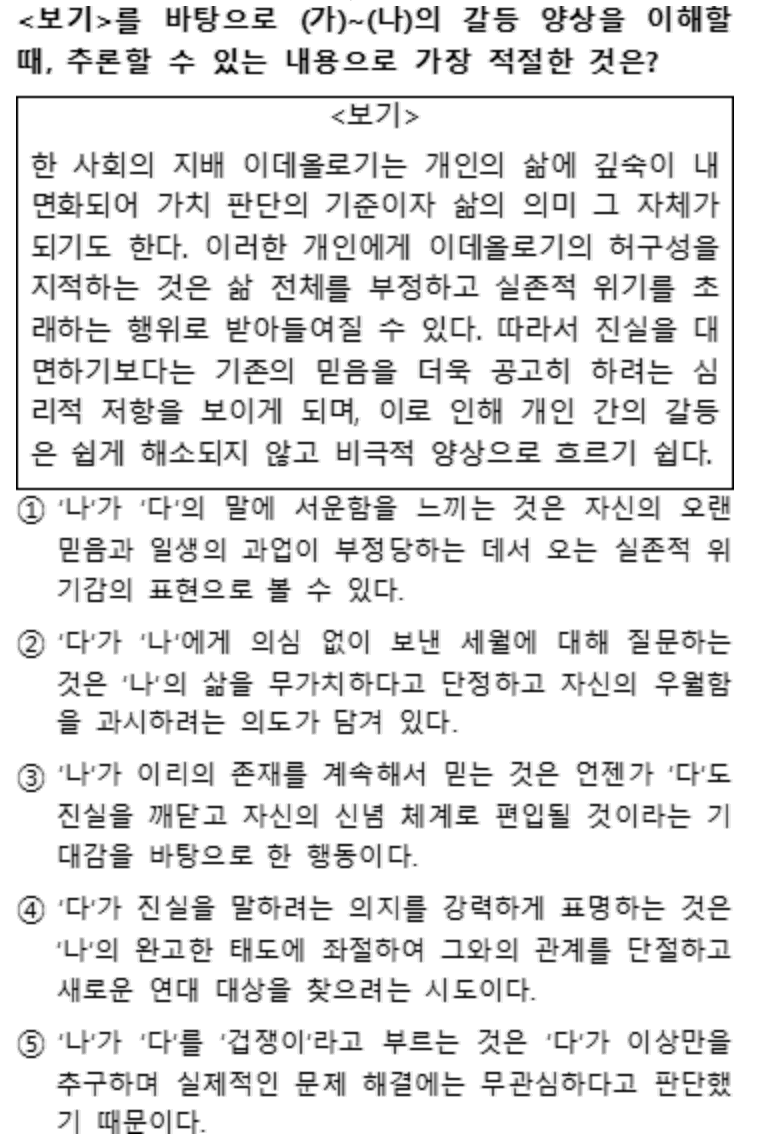 <보기>를 바탕으로 (가)~(나)의 갈등 양상을 이해할
때, 추론할 수 있는 내용으로 가장 적절한 것은?
<보기>
한 사회의 지배 이데올로기는 개인의 삶에 깊숙이 내
면화되어 가치 판단의 기준이자 삶의 의미 그 자체가
되기도 한다. 이러한 개인에게 이데올로기의 허구성을
지적하는 것은 삶 전체를 부정하고 실존적 위기를 초
래하는 행위로 받아들여질 수 있다. 따라서 진실을 대
면하기보다는 기존의 믿음을 더욱 공고히 하려는 심
리적 저항을 보이게 되며, 이로 인해 개인 간의 갈등
은 쉽게 해소되지 않고 비극적 양상으로 흐르기 쉽다.
① '나'가 '다'의 말에 서운함을 느끼는 것은 자신의 오랜
믿음과 일생의 과업이 부정당하는 데서 오는 실존적 위
기감의 표현으로 볼 수 있다.
② '다'가 '나'에게 의심 없이 보낸 세월에 대해 질문하는
것은 '나'의 삶을 무가치하다고 단정하고 자신의 우월함
을 과시하려는 의도가 담겨 있다.
③ '나'가 이리의 존재를 계속해서 믿는 것은 언젠가 '다'도
진실을 깨닫고 자신의 신념 체계로 편입될 것이라는 기
대감을 바탕으로 한 행동이다.
④ '다'가 진실을 말하려는 의지를 강력하게 표명하는 것은
'나'의 완고한 태도에 좌절하여 그와의 관계를 단절하고
새로운 연대 대상을 찾으려는 시도이다.
⑤ '나'가 '다'를 '겁쟁이'라고 부르는 것은 '다'가 이상만을
추구하며 실제적인 문제 해결에는 무관심하다고 판단했
기 때문이다.